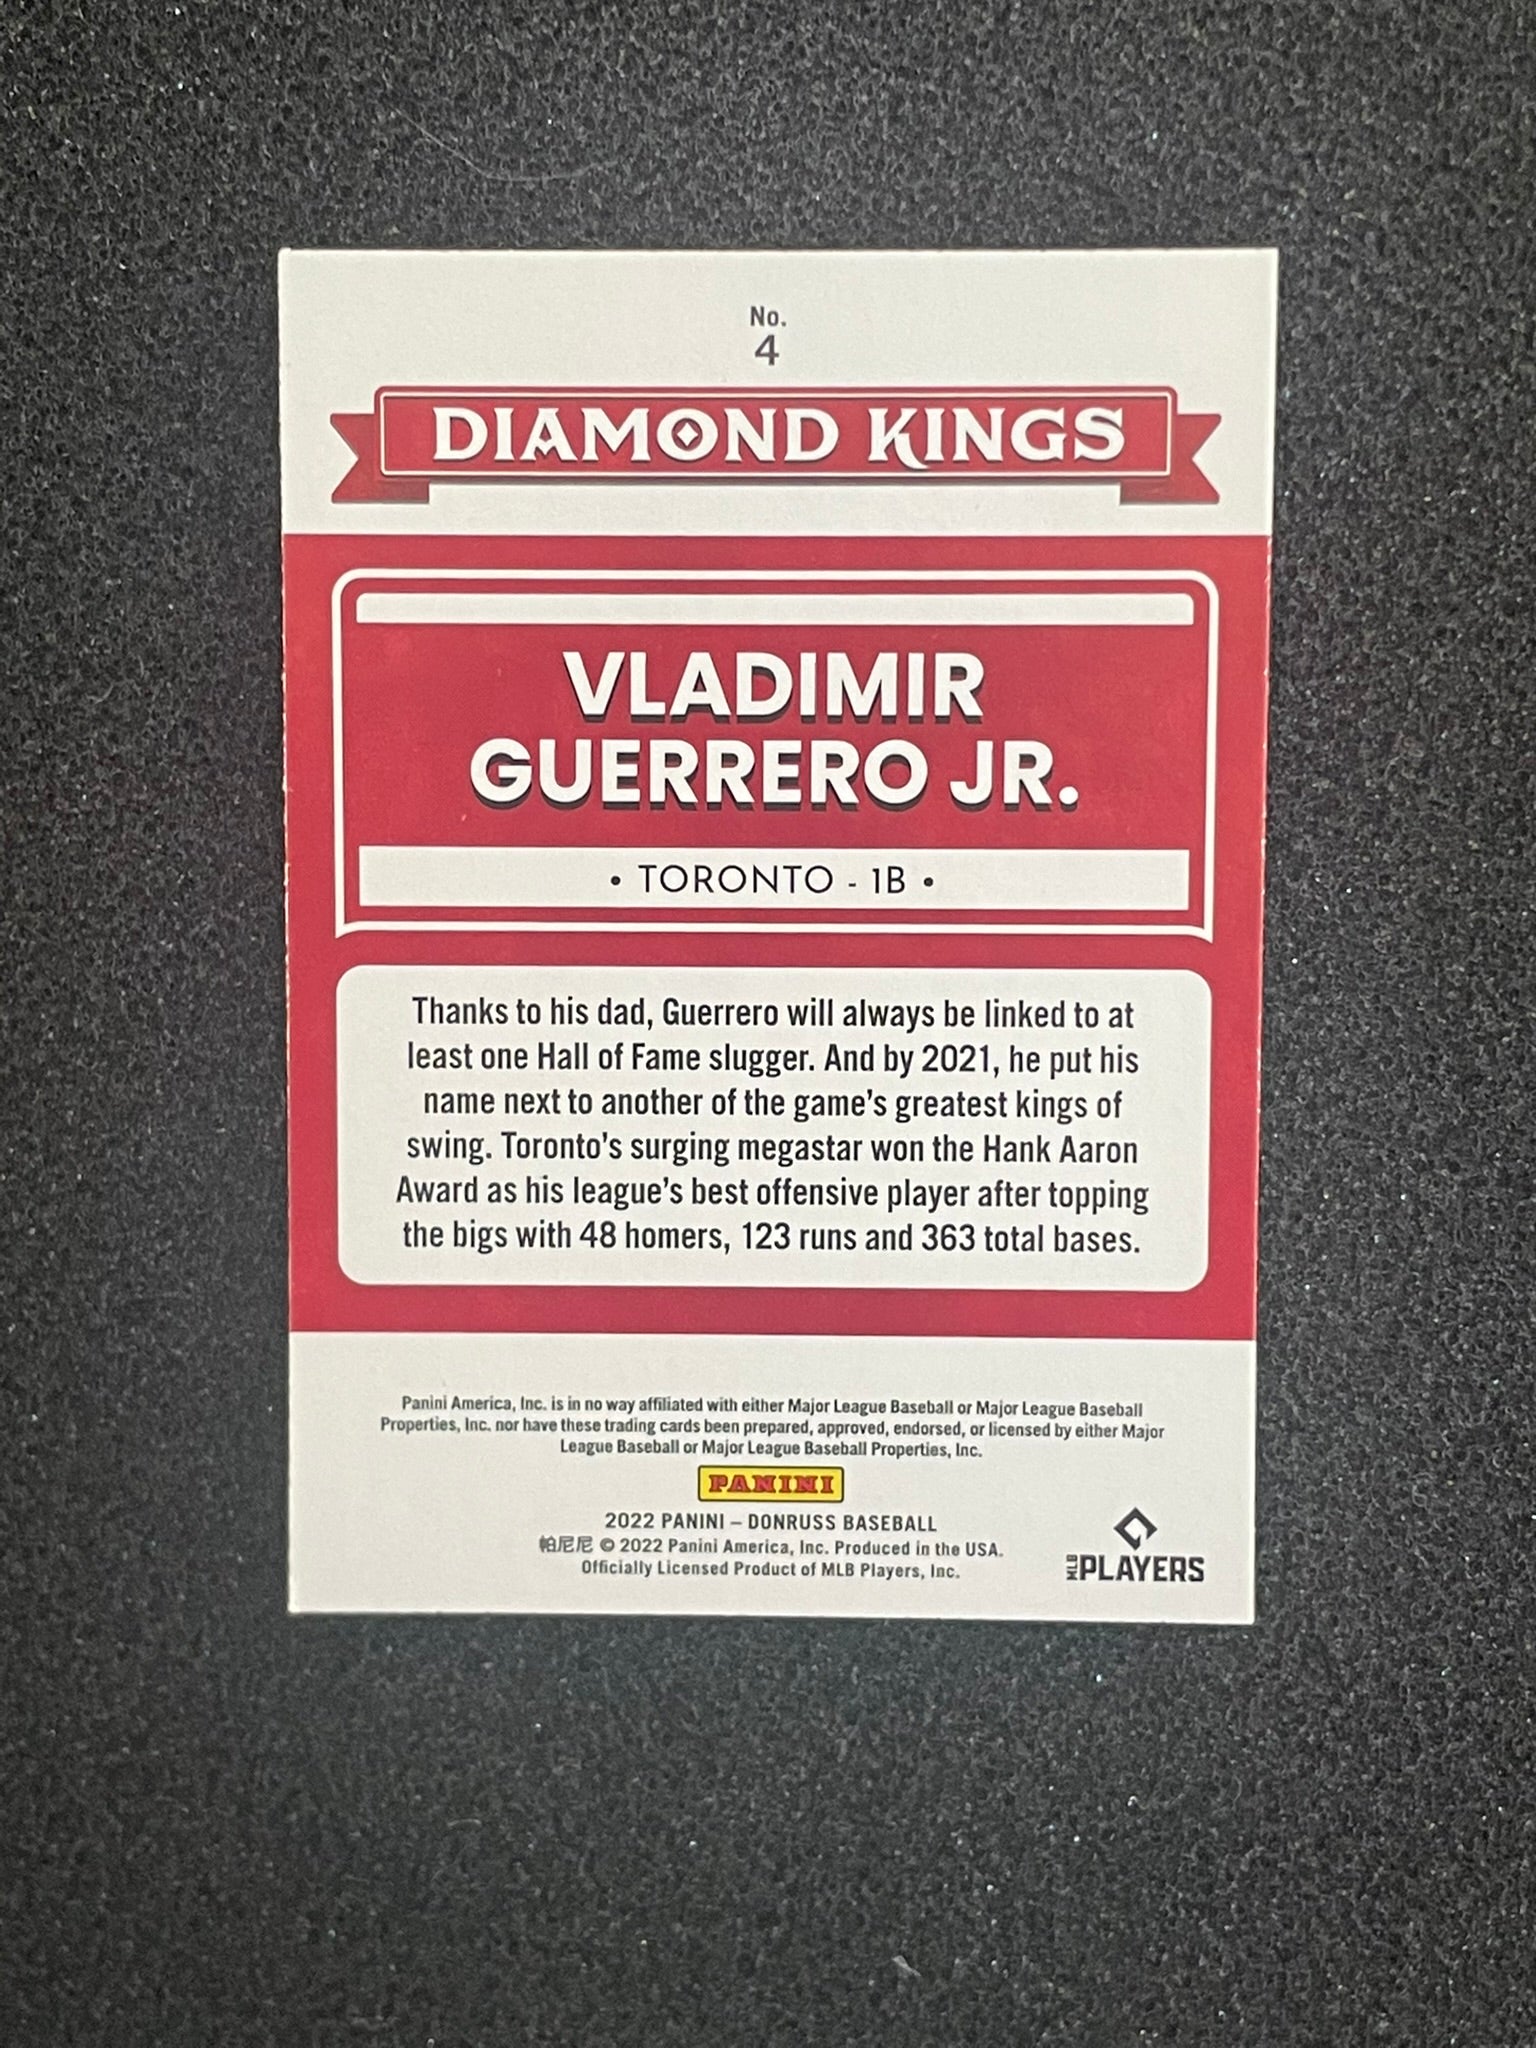 No.
4
DIAMOND KINGS
VLADIMIR
GUERRERO JR.
• TORONTO - 1B •
Thanks to his dad, Guerrero will always be linked to at
least one Hall of Fame slugger. And by 2021, he put his
name next to another of the game's greatest kings of
swing. Toronto's surging megastar won the Hank Aaron
Award as his league's best offensive player after topping
the bigs with 48 homers, 123 runs and 363 total bases.
Panini America, Inc. is in no way affiliated with either Major League Baseball or Major League Baseball
Properties, Inc. nor have these trading cards been prepared, approved, endorsed, or licensed by either Major
League Baseball or Major League Baseball Properties, Inc.
PANINI
2022 PANINI – DONRUSS BASEBALL
帕尼尼 © 2022 Panini America, Inc. Produced in the USA.
Officially Licensed Product of MLB Players, Inc.
MLB PLAYERS